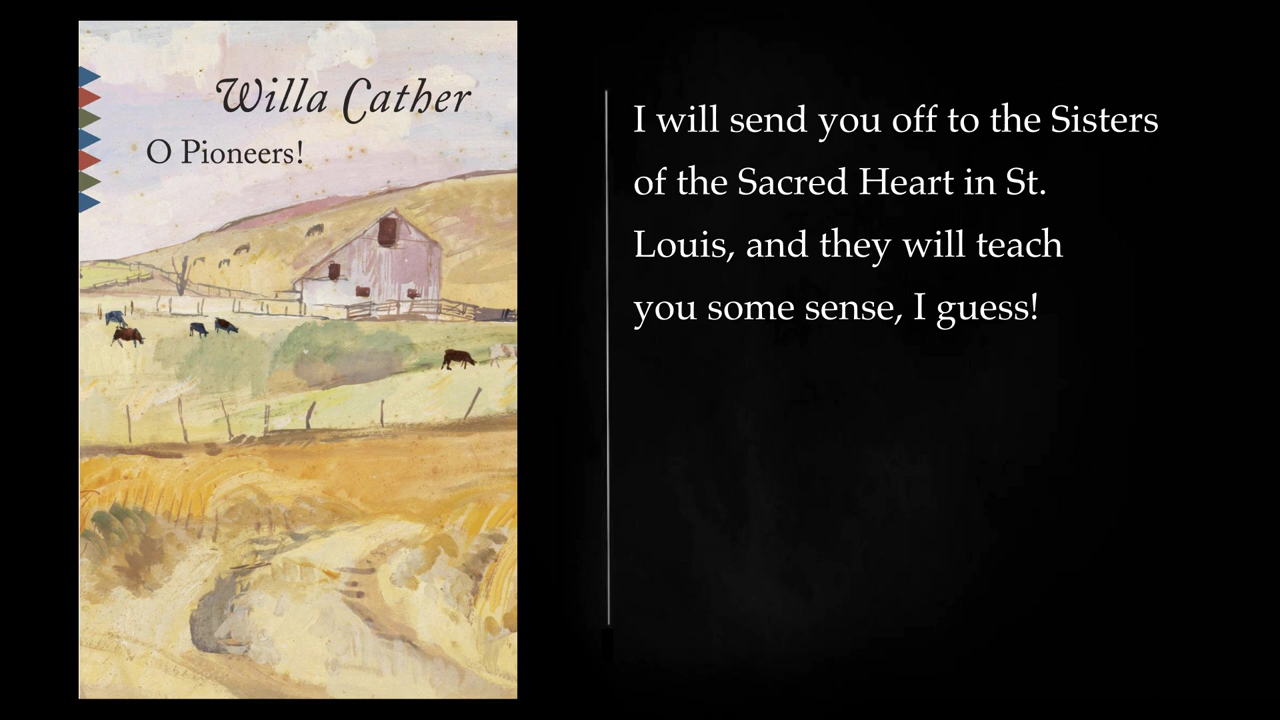 Willa Cather
O Pioneers!
I will send you off to the Sisters
of the Sacred Heart in St.
Louis, and they will teach
you some sense, I guess!